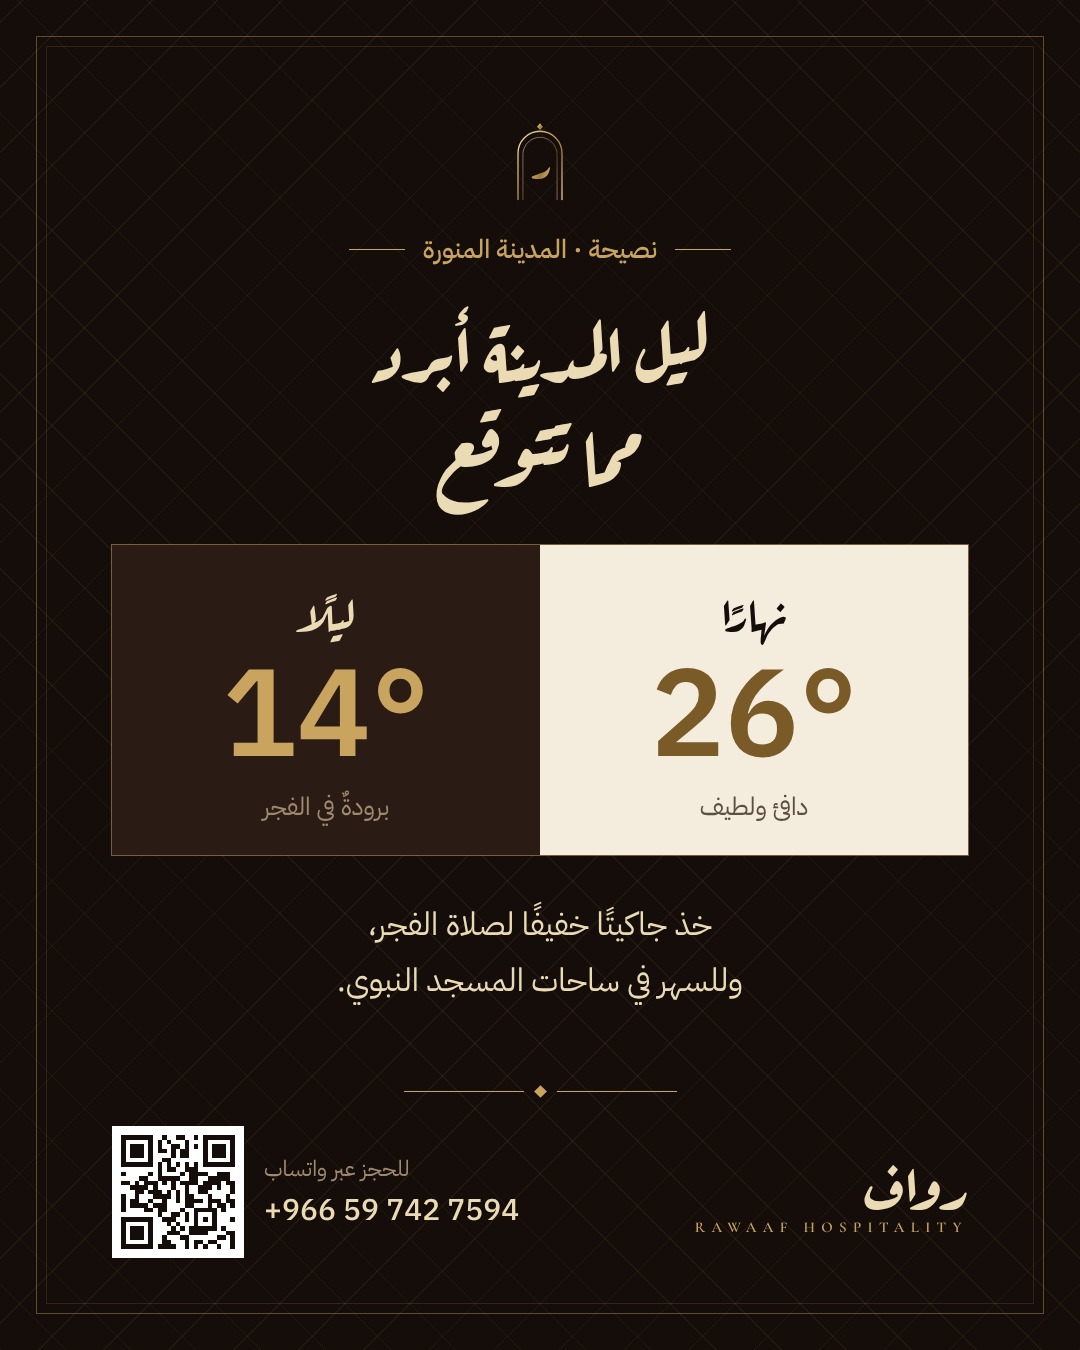 ر
نصيحة · المدينة المنورة
ليل المدينة أبرد
مما تتوقع
نهارًا
26°
دافئ ولطيف
ليلًا
14°
برودةٌ في الفجر
خذ جاكيتًا خفيفًا لصلاة الفجر،
وللسهر في ساحات المسجد النبوي.
رواف
RAWAAF HOSPITALITY
للحجز عبر واتساب
+966 59 742 7594